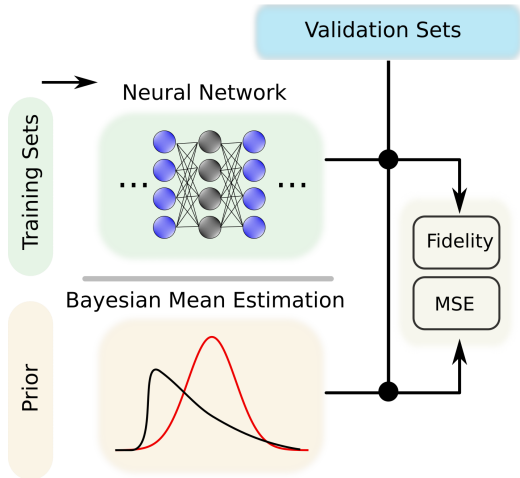 Validation Sets
Neural Network
Training Sets
... ...
Fidelity
MSE
Bayesian Mean Estimation
Prior